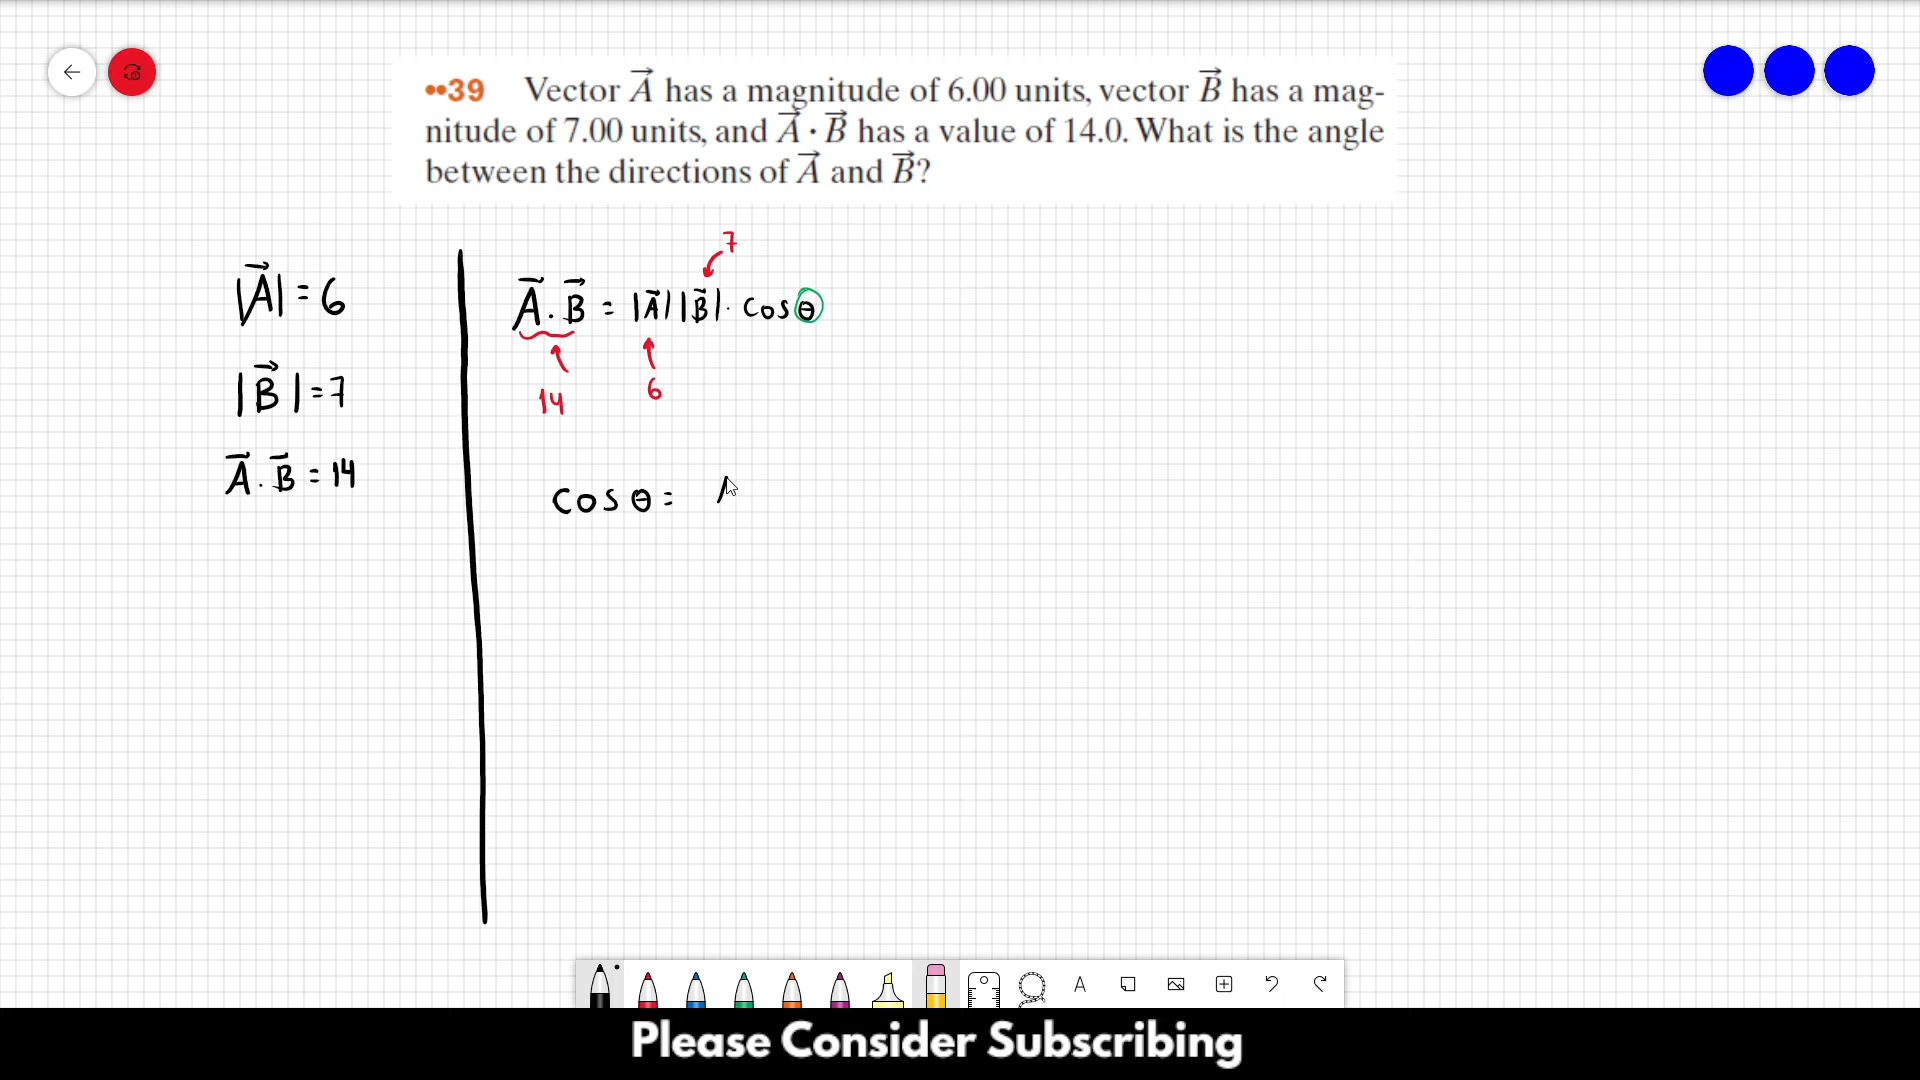 ••39 Vector A⃗ has a magnitude of 6.00 units, vector B⃗ has a mag-
nitude of 7.00 units, and A⃗ · B⃗ has a value of 14.0. What is the angle
between the directions of A⃗ and B⃗?
|A⃗| = 6
|B⃗| = 7
A⃗ . B⃗ = 14
7
A⃗ . B⃗ = |A⃗| |B⃗| · cos θ
14 6
cos θ =
A
Please Consider Subscribing